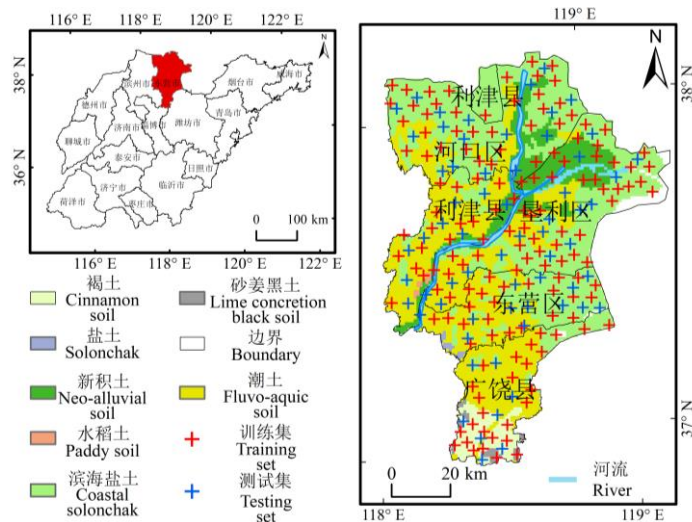 119° E
N
38° N
36° N
滨州市
烟台市
威海市
德州市
青岛市
济南市
淄博市
潍坊市
聊城市
泰安市
日照市
济宁市
临沂市
菏泽市
枣庄市
0 100 km
116° E
118° E
120° E
122° E
褐土
Cinnamon
soil
砂姜黑土
Lime concretion
black soil
盐土
Solonchak
边界
Boundary
新积土
Neo-alluvial
soil
潮土
Fluvo-aquic
soil
水稻土
Paddy soil
训练集
Training
set
滨海盐土
Coastal
solonchak
测试集
Testing
set
N
38° N
利津县
河口区
利津县
垦利区
东营区
广饶县
37° N
0 20 km
河流
River
118° E
119° E